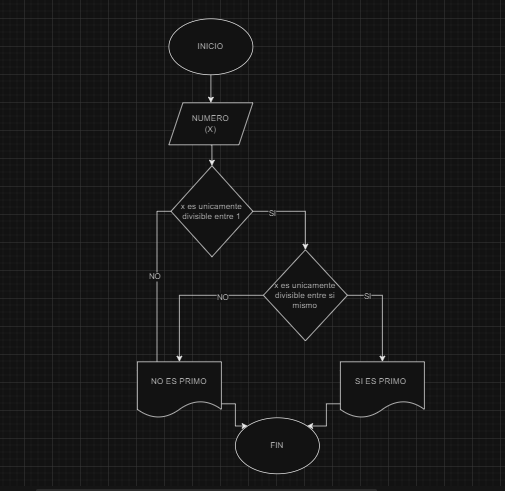 INICIO
NUMERO
(X)
x es unicamente
divisible entre 1
SI
NO
x es unicamente
divisible entre si
mismo
NO
SI
NO ES PRIMO
SI ES PRIMO
FIN